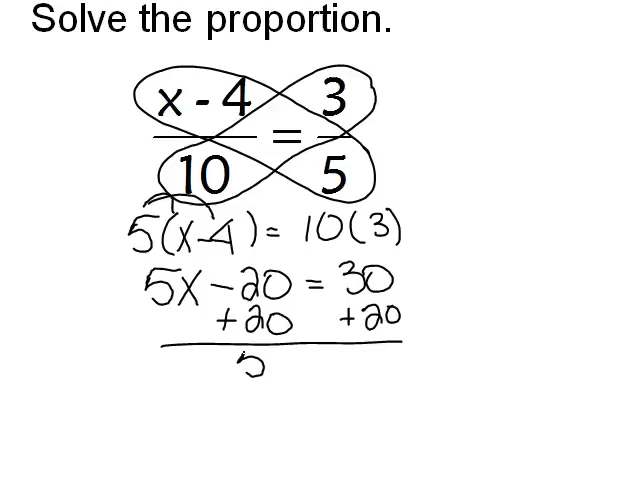 Solve the proportion.
x - 4 = 3
10 5
5(x-4) = 10(3)
5x - 20 = 30
+20 +20
5